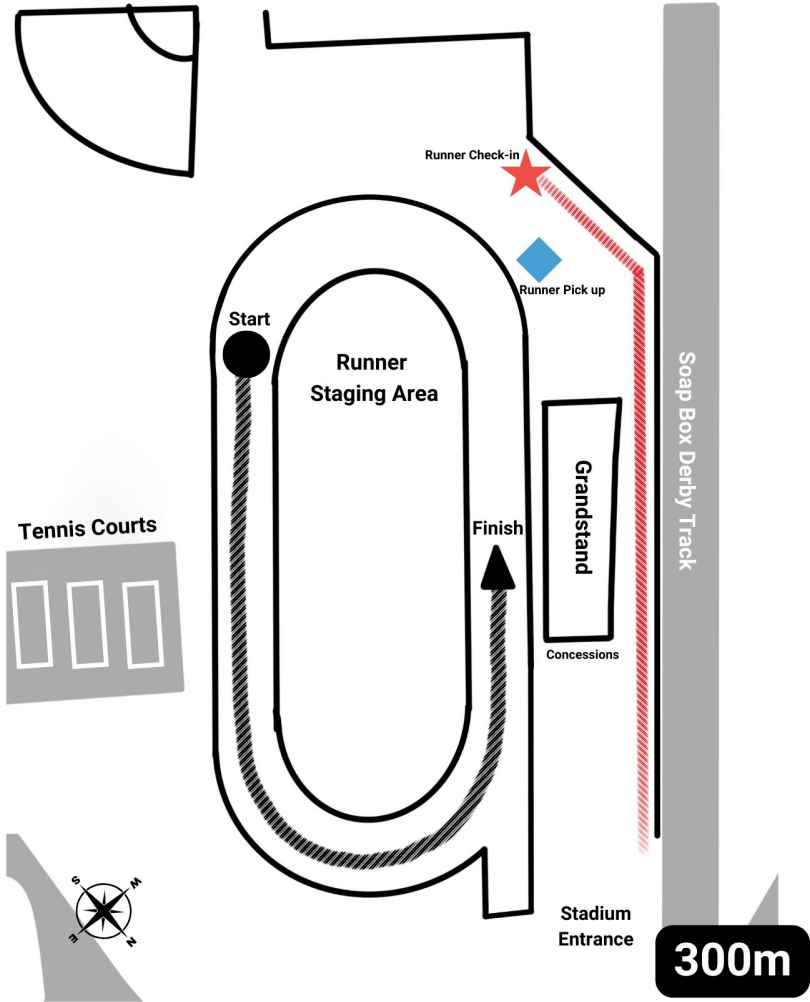 Runner Check-in
Runner Pick up
Start
Runner
Staging Area
Soap Box Derby Track
Grandstand
Tennis Courts
Finish
Concessions
S
W
E
N
Stadium
Entrance
300m